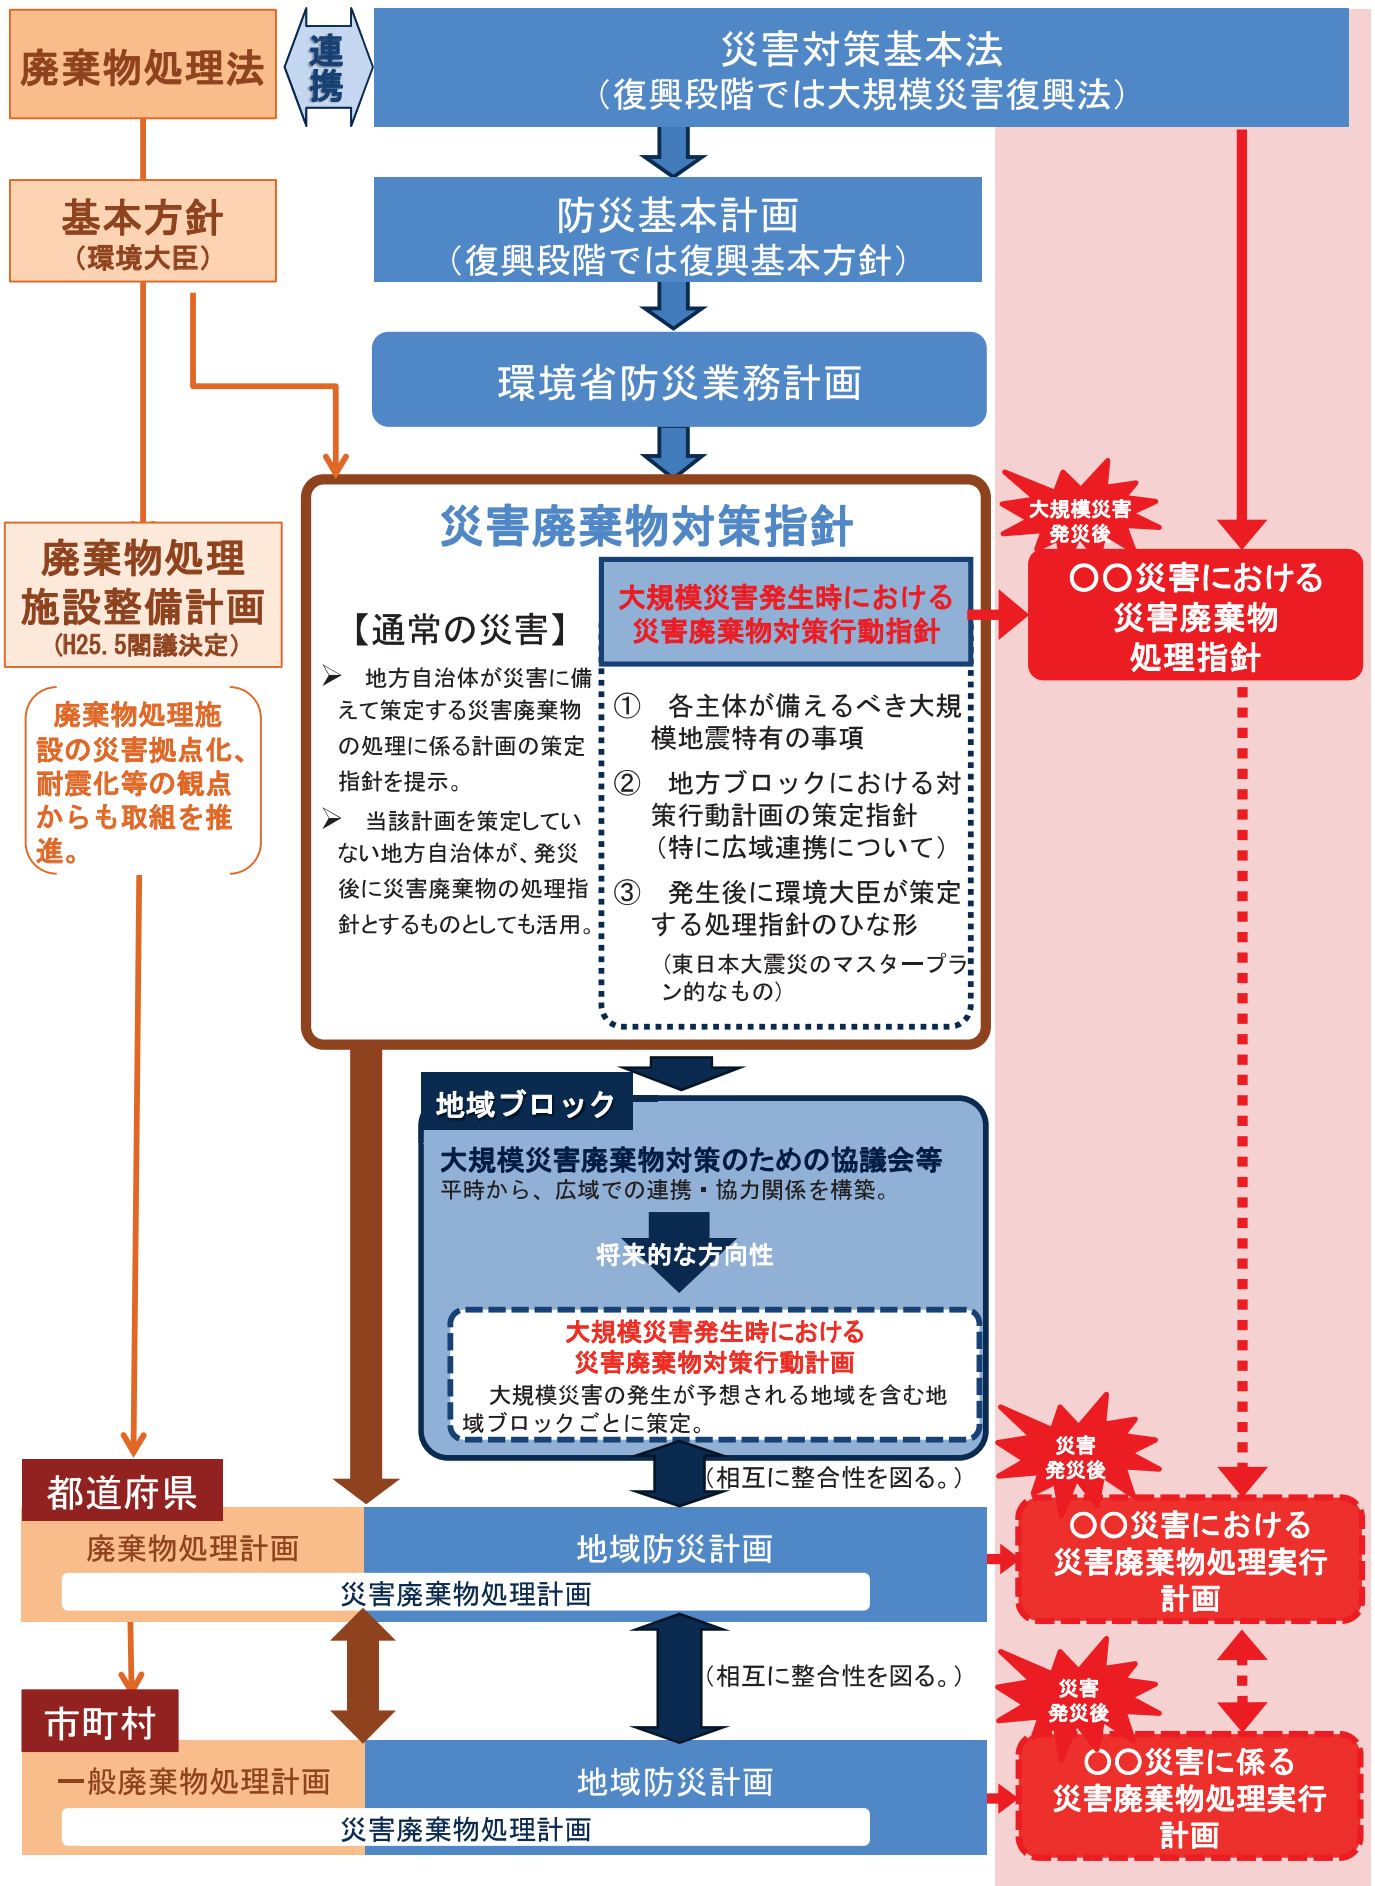 廃棄物処理法
連
携
災害対策基本法
（復興段階では大規模災害復興法）
基本方針
（環境大臣）
防災基本計画
（復興段階では復興基本方針）
環境省防災業務計画
災害廃棄物対策指針
大規模災害
発災後
廃棄物処理
施設整備計画
(H25.5閣議決定)
大規模災害発生時における
災害廃棄物対策行動指針
〇〇災害における
災害廃棄物
処理指針
【通常の災害】
➢ 地方自治体が災害に備
えて策定する災害廃棄物
の処理に係る計画の策定
指針を提示。
➢ 当該計画を策定してい
ない地方自治体が、発災
後に災害廃棄物の処理指
針とするものとしても活用。
① 各主体が備えるべき大規
模地震特有の事項
② 地方ブロックにおける対
策行動計画の策定指針
（特に広域連携について）
③ 発生後に環境大臣が策定
する処理指針のひな形
（東日本大震災のマスタープラ
ン的なもの）
廃棄物処理施
設の災害拠点化、
耐震化等の観点
からも取組を推
進。
地域ブロック
大規模災害廃棄物対策のための協議会等
平時から、広域での連携・協力関係を構築。
将来的な方向性
大規模災害発生時における
災害廃棄物対策行動計画
大規模災害の発生が予想される地域を含む地
域ブロックごとに策定。
（相互に整合性を図る。）
災害
発災後
都道府県
廃棄物処理計画
地域防災計画
災害廃棄物処理計画
〇〇災害における
災害廃棄物処理実行
計画
（相互に整合性を図る。）
災害
発災後
市町村
一般廃棄物処理計画
地域防災計画
災害廃棄物処理計画
〇〇災害に係る
災害廃棄物処理実行
計画